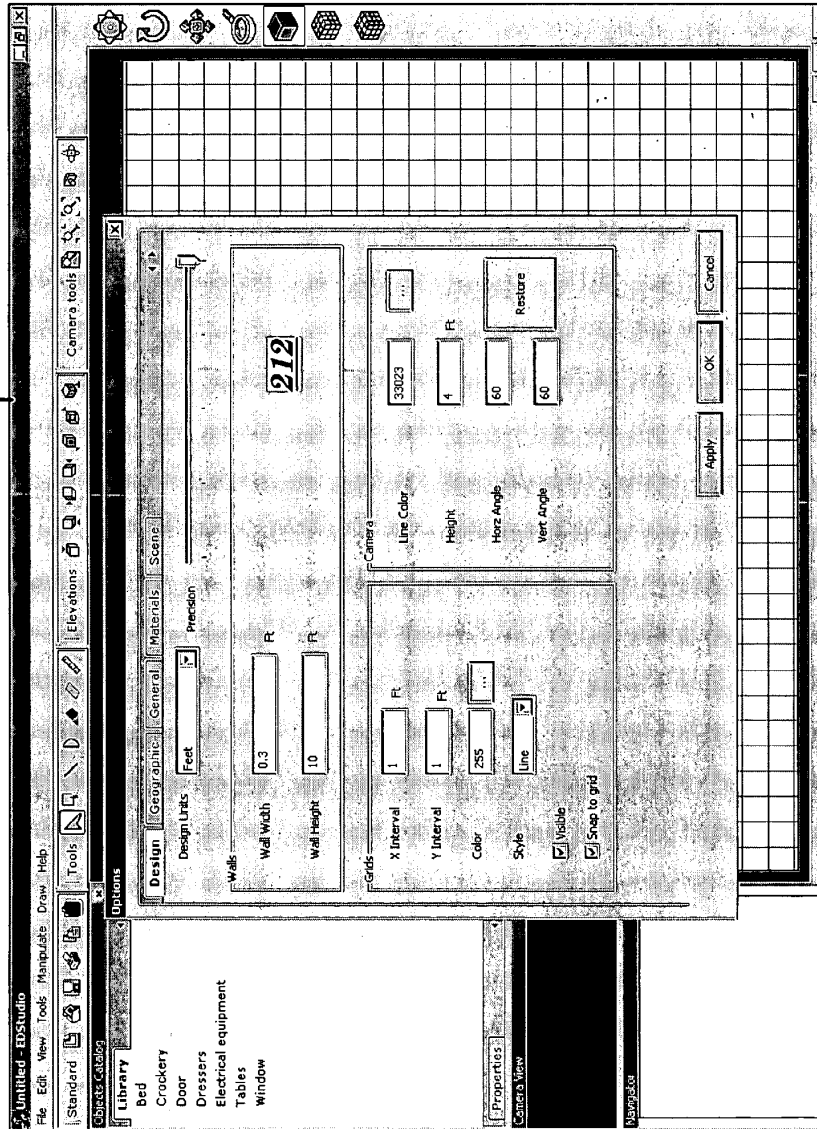 Untitled - EDStudio
File Edit View Tools Manipulate Draw Help
Standard Tools Elevations Camera tools
Objects Catalog
Library
Bed
Crockery
Door
Dressers
Electrical equipment
Tables
Window
Properties
Camera View
Navigator
Options
Design Geographic General Materials Scene
Design Units Feet Precision
Walls
Wall Width 0.3 Ft
Wall Height 10 Ft
212
Grids
X Interval 1 Ft
Y Interval 1 Ft
Color 255 ...
Style Line
Visible
Snap to grid
Camera
Line Color 33023 ...
Height 4 Ft
Horz Angle 60
Vert Angle 60
Restore
Apply OK Cancel